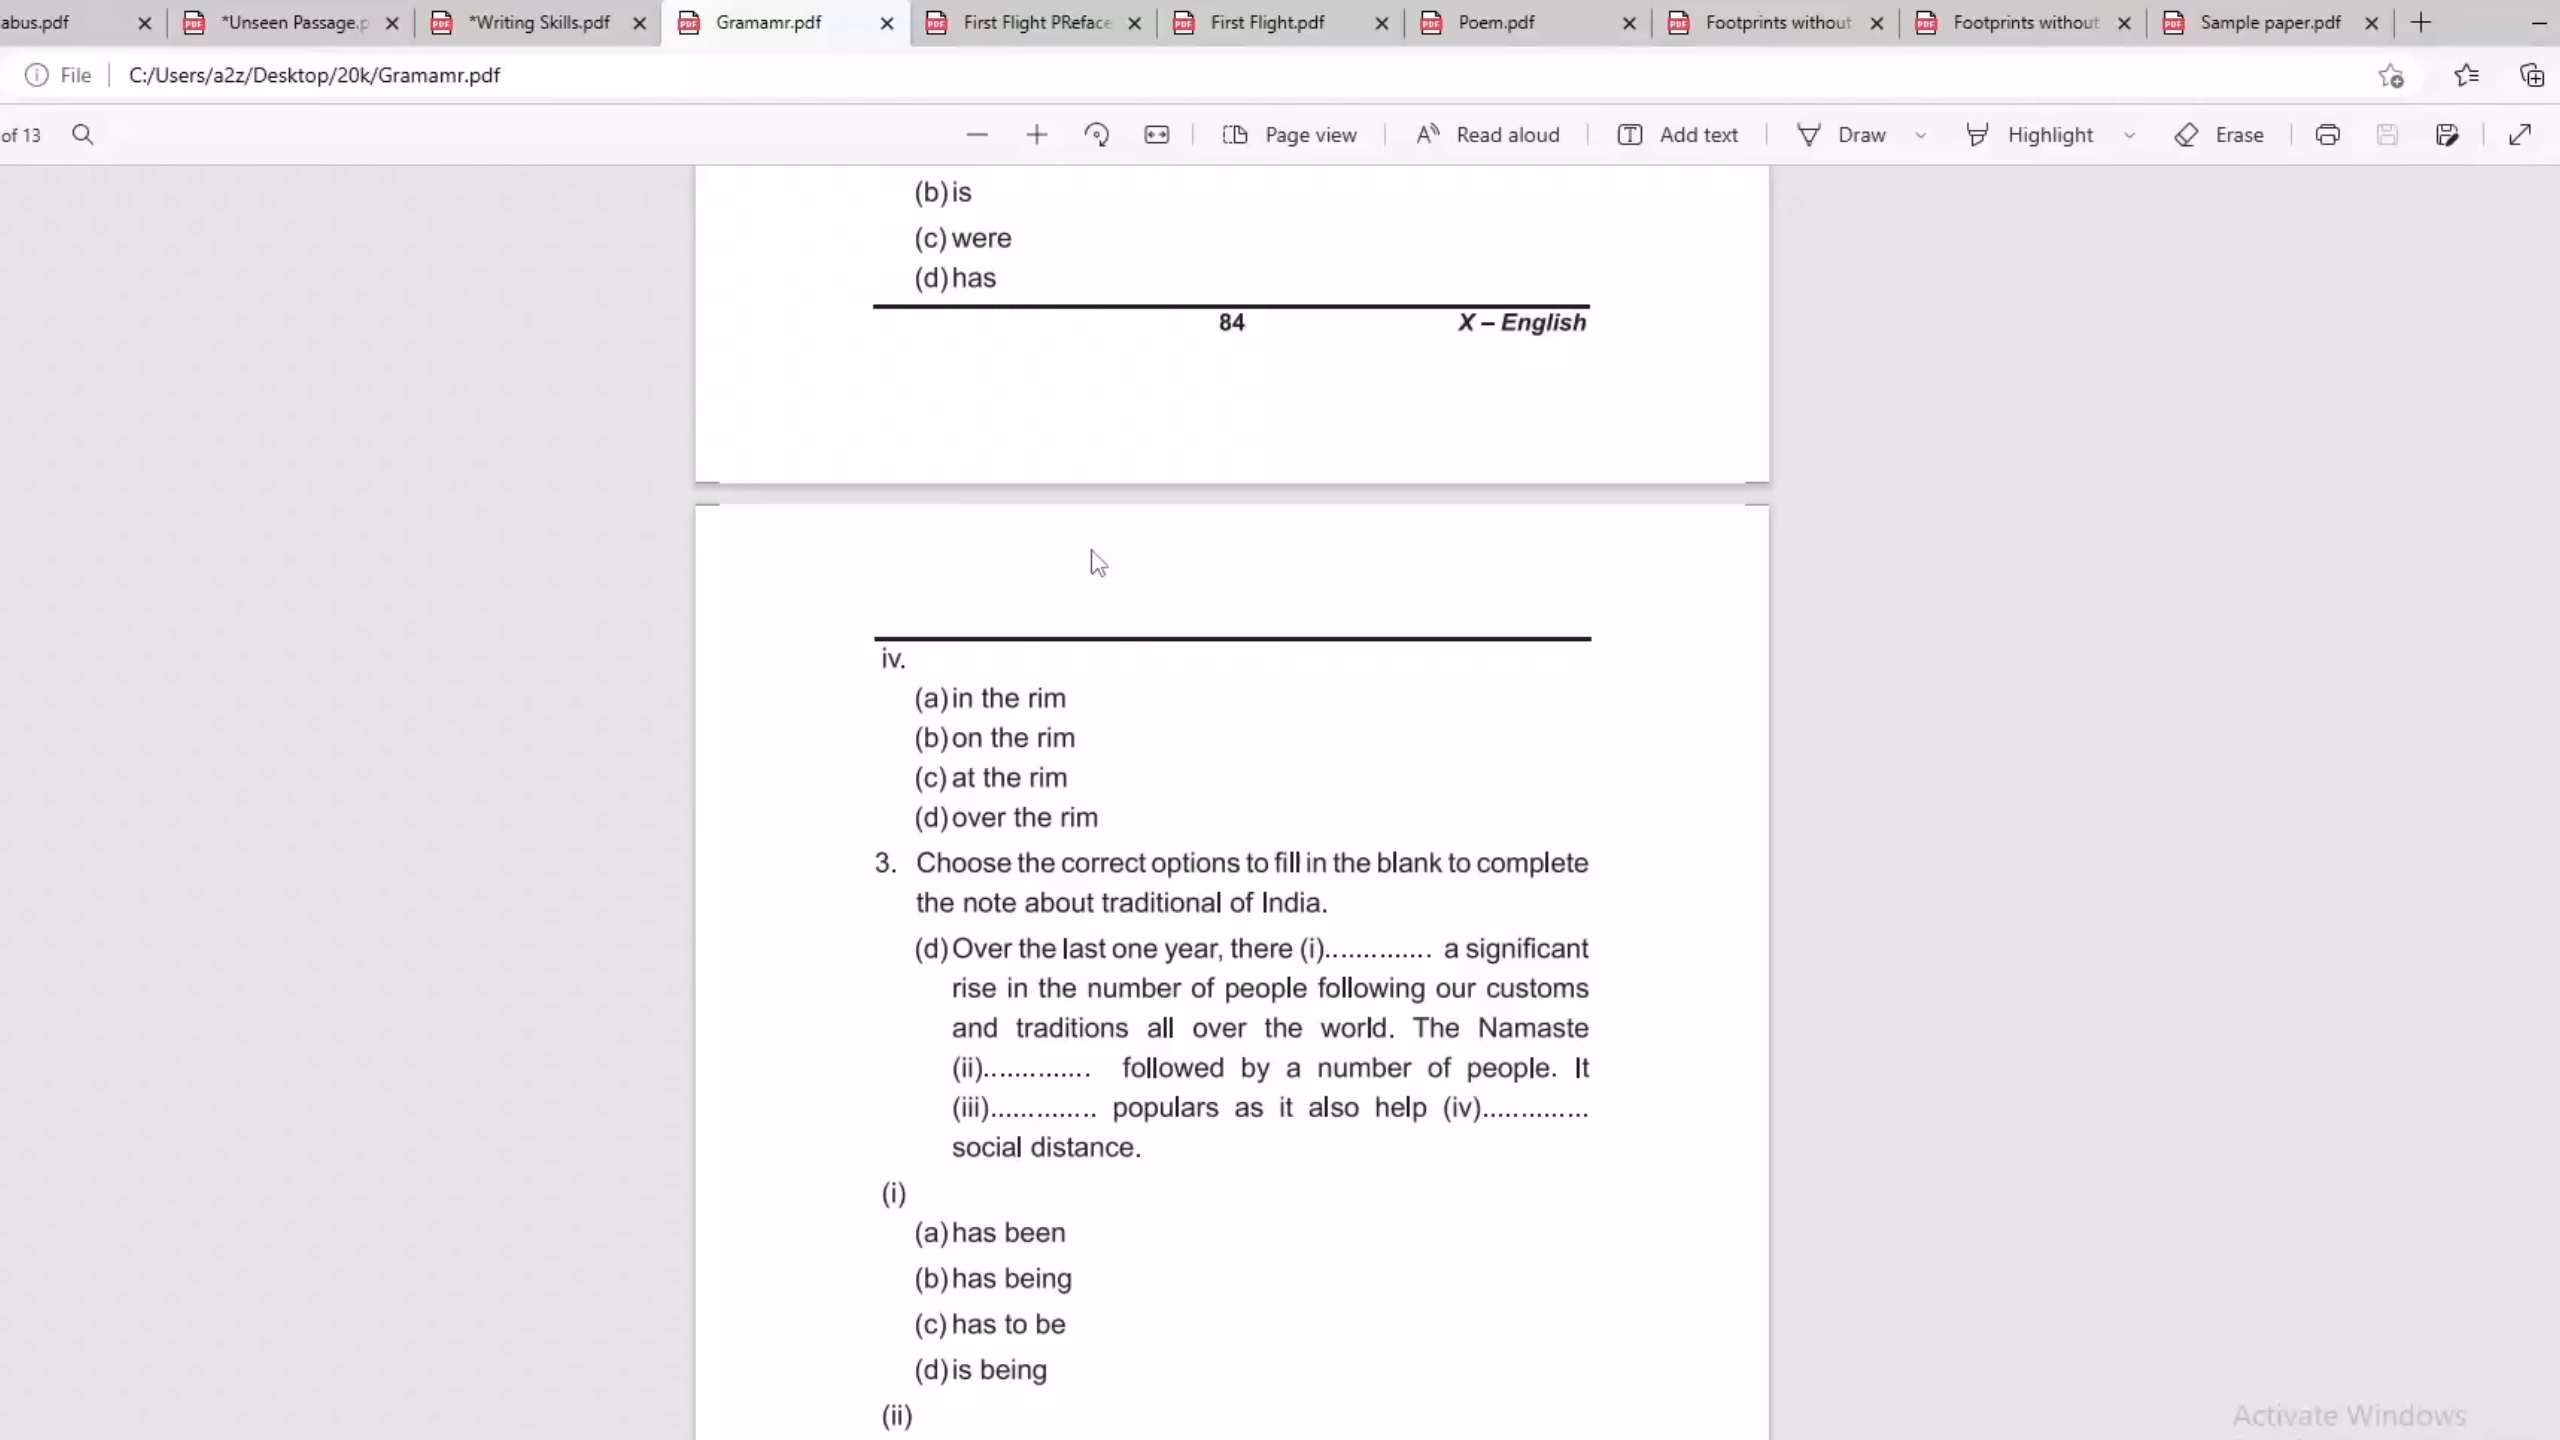 abus.pdf
*Unseen Passage.p
*Writing Skills.pdf
Gramamr.pdf
First Flight PReface
First Flight.pdf
Poem.pdf
Footprints without
Footprints without
Sample paper.pdf
File
C:/Users/a2z/Desktop/20k/Gramamr.pdf
of 13
Page view
Read aloud
Add text
Draw
Highlight
Erase
(b) is
(c) were
(d) has
84 X – English
iv.
(a) in the rim
(b) on the rim
(c) at the rim
(d) over the rim
3. Choose the correct options to fill in the blank to complete
the note about traditional of India.
(d) Over the last one year, there (i).............. a significant
rise in the number of people following our customs
and traditions all over the world. The Namaste
(ii).............. followed by a number of people. It
(iii).............. populars as it also help (iv)..............
social distance.
(i)
(a) has been
(b) has being
(c) has to be
(d) is being
(ii)
Activate Windows